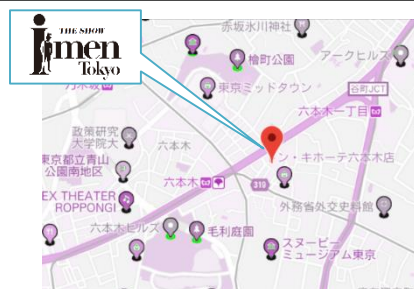 THE SHOW
imen
Tokyo
赤坂氷川神社
檜町公園
アークヒルズ
乃木坂
東京ミッドタウン
谷町JCT
六本木一丁目
政策研究
大学院大
六本木
ン・キホーテ六本木店
東京都立青山
公園南地区
六本木
319
EX THEATER
ROPPONGI
外務省外交史料館
六本木ヒルズ
毛利庭園
スヌーピー
ミュージアム東京